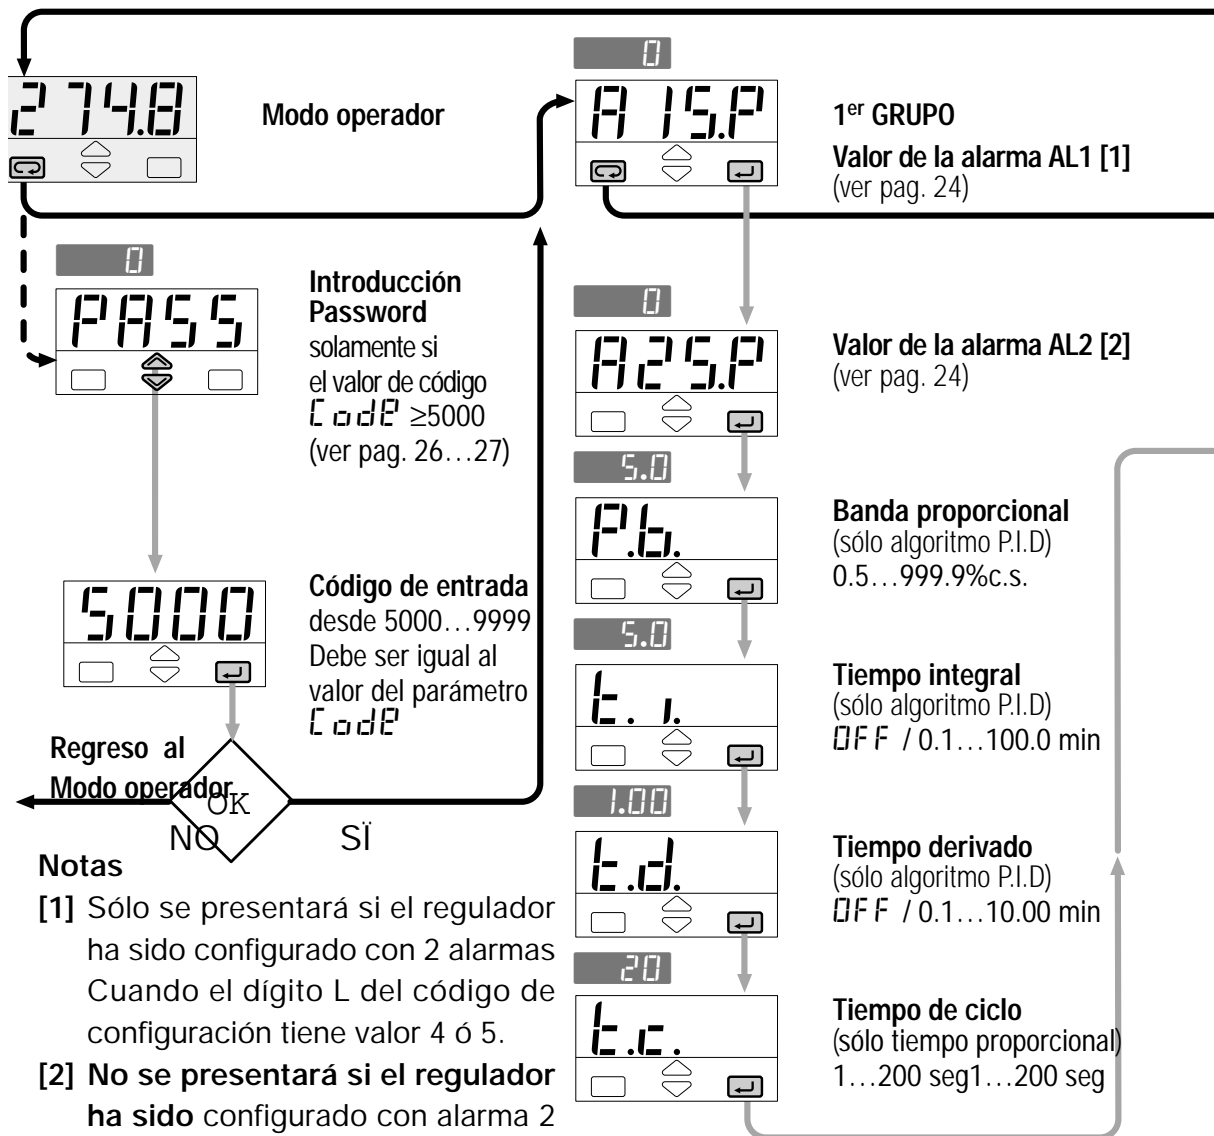 274.8
Modo operador
0
PASS
Introducción
Password
solamente si
el valor de código
CodE ≥5000
(ver pag. 26…27)
5000
Código de entrada
desde 5000…9999
Debe ser igual al
valor del parámetro
CodE
Regreso al
Modo operador
OK
NO
SÏ
Notas
[1] Sólo se presentará si el regulador
ha sido configurado con 2 alarmas
Cuando el dígito L del código de
configuración tiene valor 4 ó 5.
[2] No se presentará si el regulador
ha sido configurado con alarma 2
0
A1S.P
1er GRUPO
Valor de la alarma AL1 [1]
(ver pag. 24)
0
A2S.P
Valor de la alarma AL2 [2]
(ver pag. 24)
5.0
P.b.
Banda proporcional
(sólo algoritmo P.I.D)
0.5…999.9%c.s.
5.0
t.i.
Tiempo integral
(sólo algoritmo P.I.D)
OFF / 0.1…100.0 min
1.00
t.d.
Tiempo derivado
(sólo algoritmo P.I.D)
OFF / 0.1…10.00 min
20
t.c.
Tiempo de ciclo
(sólo tiempo proporcional)
1…200 seg1…200 seg